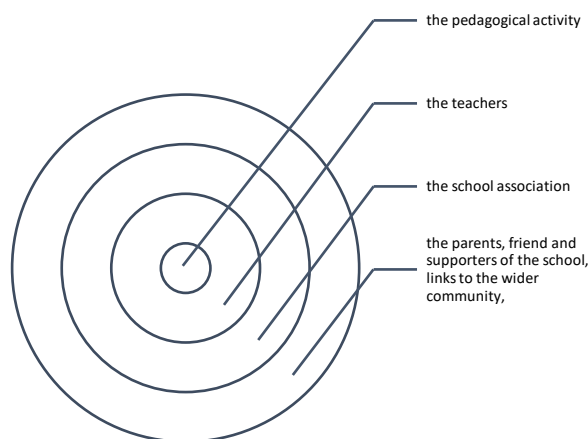 the pedagogical activity
the teachers
the school association
the parents, friend and
supporters of the school,
links to the wider
community,